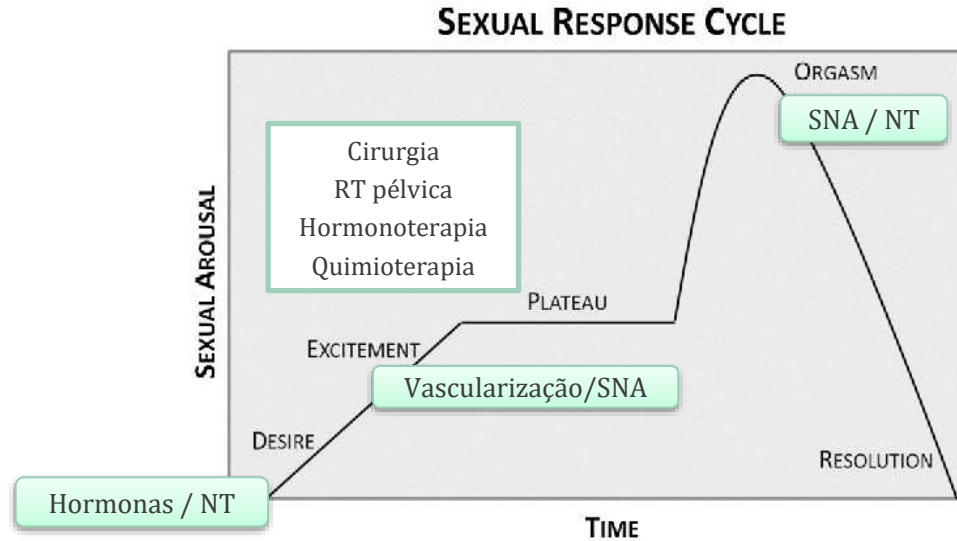 SEXUAL RESPONSE CYCLE
ORGASM
SNA / NT
Cirurgia
RT pélvica
Hormonoterapia
Quimioterapia
SEXUAL AROUSAL
PLATEAU
EXCITEMENT
Vascularização/SNA
DESIRE
RESOLUTION
Hormonas / NT
TIME